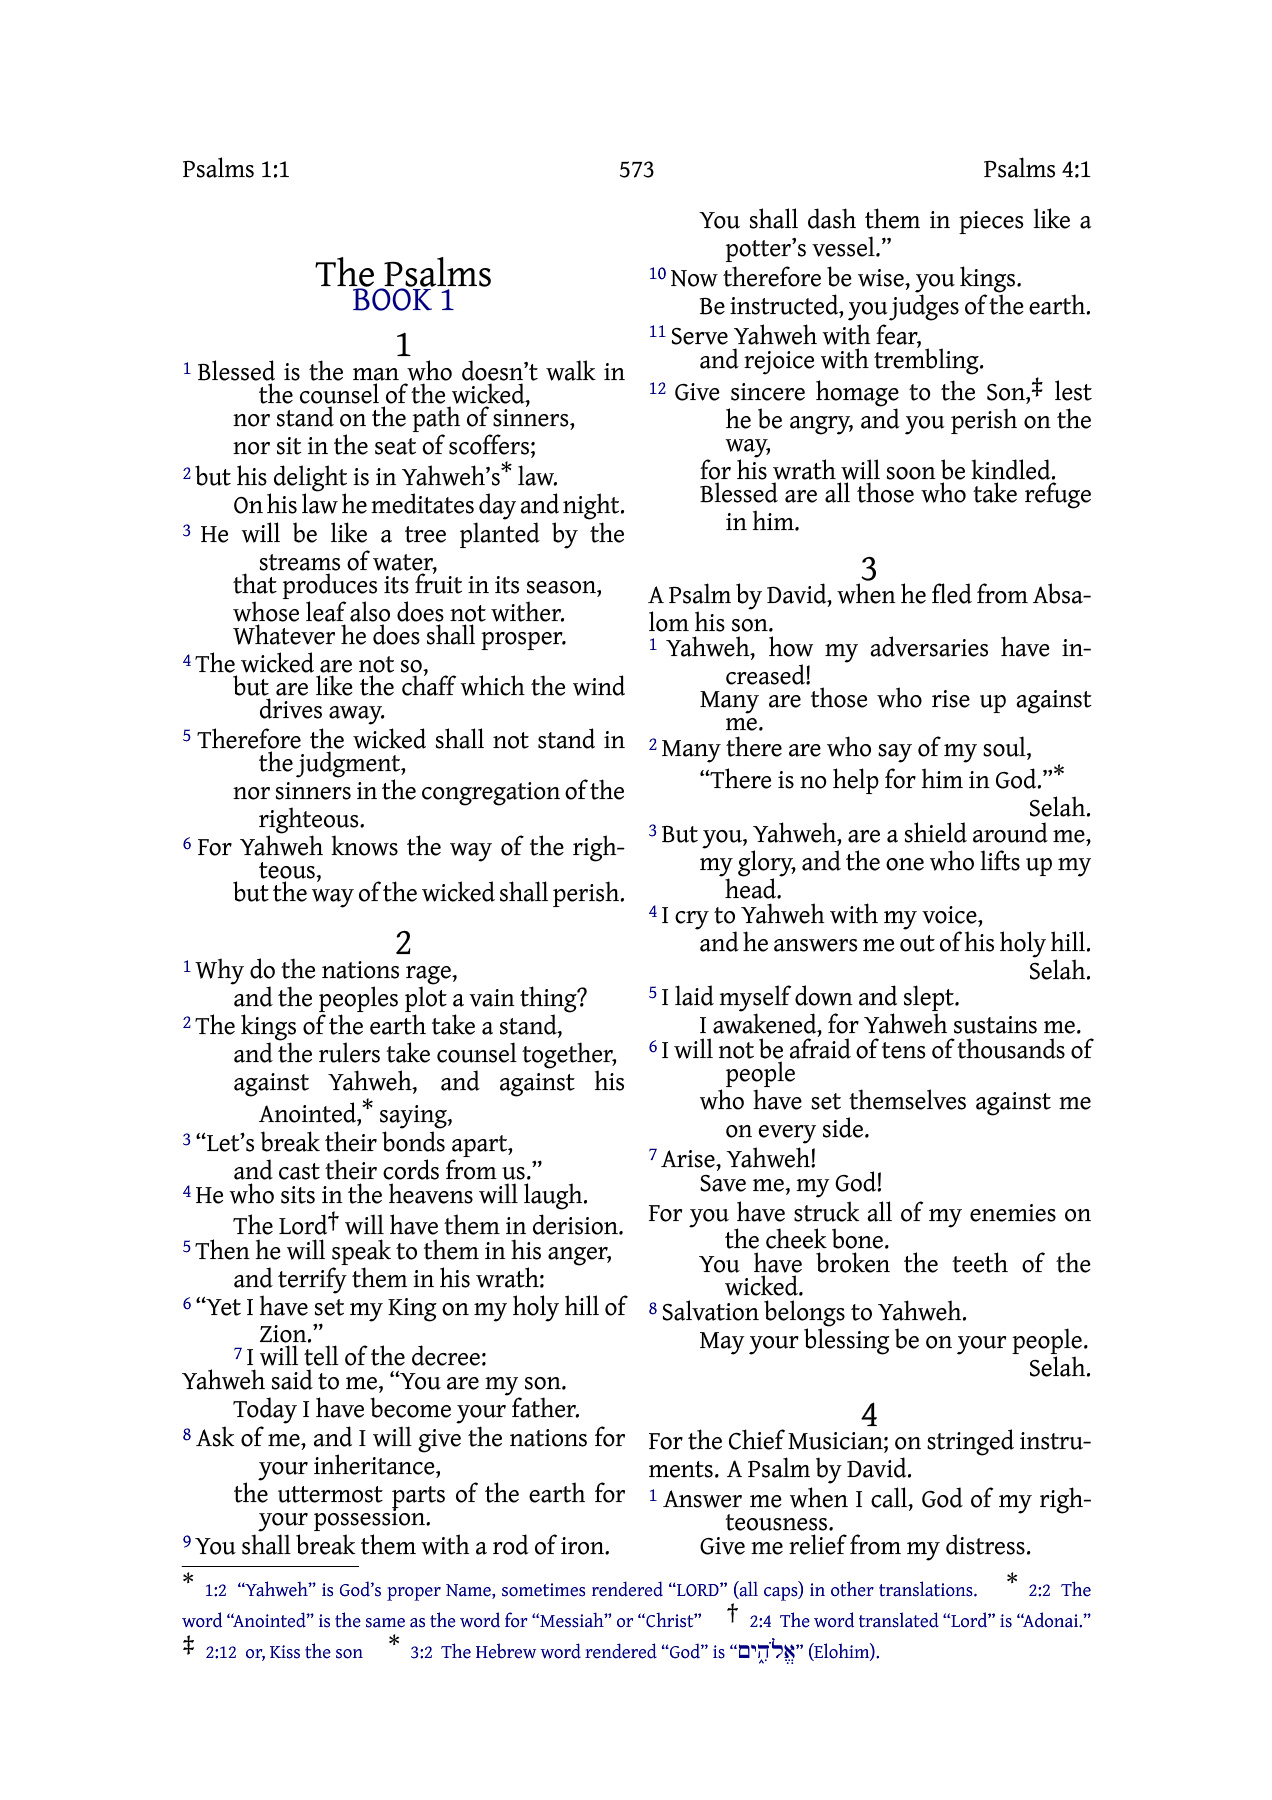 Psalms 1:1 573 Psalms 4:1
The Psalms
BOOK 1
1
1 Blessed is the man who doesn’t walk in
the counsel of the wicked,
nor stand on the path of sinners,
nor sit in the seat of scoffers;
2 but his delight is in Yahweh’s* law.
On his law he meditates day and night.
3 He will be like a tree planted by the
streams of water,
that produces its fruit in its season,
whose leaf also does not wither.
Whatever he does shall prosper.
4 The wicked are not so,
but are like the chaff which the wind
drives away.
5 Therefore the wicked shall not stand in
the judgment,
nor sinners in the congregation of the
righteous.
6 For Yahweh knows the way of the righ-
teous,
but the way of the wicked shall perish.
2
1 Why do the nations rage,
and the peoples plot a vain thing?
2 The kings of the earth take a stand,
and the rulers take counsel together,
against Yahweh, and against his
Anointed,* saying,
3 “Let’s break their bonds apart,
and cast their cords from us.”
4 He who sits in the heavens will laugh.
The Lord† will have them in derision.
5 Then he will speak to them in his anger,
and terrify them in his wrath:
6 “Yet I have set my King on my holy hill of
Zion.”
7 I will tell of the decree:
Yahweh said to me, “You are my son.
Today I have become your father.
8 Ask of me, and I will give the nations for
your inheritance,
the uttermost parts of the earth for
your possession.
9 You shall break them with a rod of iron.
You shall dash them in pieces like a
potter’s vessel.”
10 Now therefore be wise, you kings.
Be instructed, you judges of the earth.
11 Serve Yahweh with fear,
and rejoice with trembling.
12 Give sincere homage to the Son,‡ lest
he be angry, and you perish on the
way,
for his wrath will soon be kindled.
Blessed are all those who take refuge
in him.
3
A Psalm by David, when he fled from Absa-
lom his son.
1 Yahweh, how my adversaries have in-
creased!
Many are those who rise up against
me.
2 Many there are who say of my soul,
“There is no help for him in God.”*
Selah.
3 But you, Yahweh, are a shield around me,
my glory, and the one who lifts up my
head.
4 I cry to Yahweh with my voice,
and he answers me out of his holy hill.
Selah.
5 I laid myself down and slept.
I awakened, for Yahweh sustains me.
6 I will not be afraid of tens of thousands of
people
who have set themselves against me
on every side.
7 Arise, Yahweh!
Save me, my God!
For you have struck all of my enemies on
the cheek bone.
You have broken the teeth of the
wicked.
8 Salvation belongs to Yahweh.
May your blessing be on your people.
Selah.
4
For the Chief Musician; on stringed instru-
ments. A Psalm by David.
1 Answer me when I call, God of my righ-
teousness.
Give me relief from my distress.
* 1:2 “Yahweh” is God’s proper Name, sometimes rendered “LORD” (all caps) in other translations. * 2:2 The
word “Anointed” is the same as the word for “Messiah” or “Christ” † 2:4 The word translated “Lord” is “Adonai.”
‡ 2:12 or, Kiss the son * 3:2 The Hebrew word rendered “God” is “אֱלֹהִ֑ים” (Elohim).